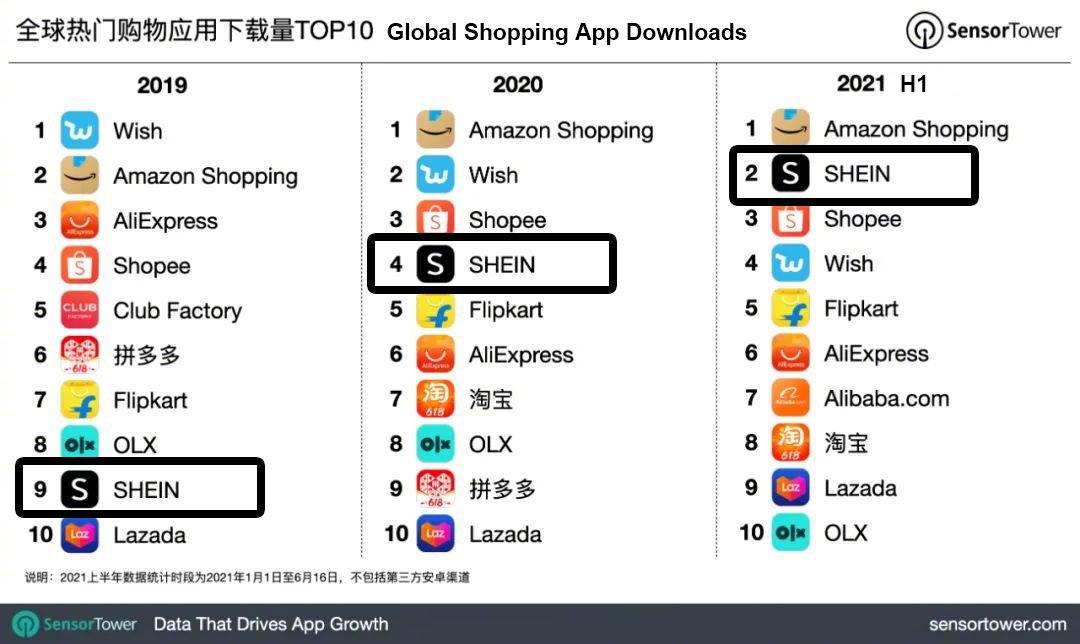 全球热门购物应用下载量TOP10 Global Shopping App Downloads
SensorTower
2019
1 Wish
2 Amazon Shopping
3 AliExpress
4 Shopee
5 Club Factory
6 拼多多
7 Flipkart
8 OLX
9 SHEIN
10 Lazada
2020
1 Amazon Shopping
2 Wish
3 Shopee
4 SHEIN
5 Flipkart
6 AliExpress
7 淘宝
8 OLX
9 拼多多
10 Lazada
2021 H1
1 Amazon Shopping
2 SHEIN
3 Shopee
4 Wish
5 Flipkart
6 AliExpress
7 Alibaba.com
8 淘宝
9 Lazada
10 OLX
说明：2021上半年数据统计时段为2021年1月1日至6月16日，不包括第三方安卓渠道
SensorTower Data That Drives App Growth
sensortower.com